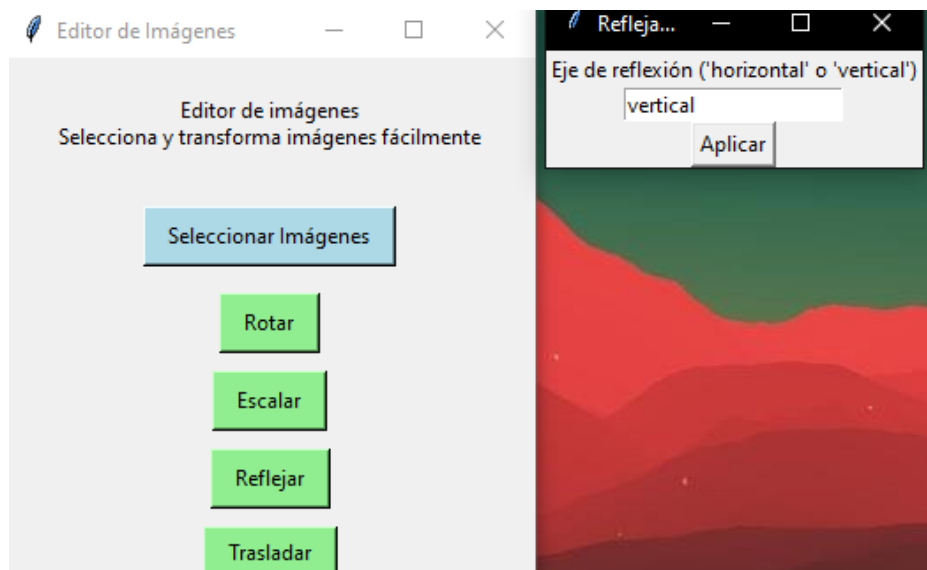 Editor de Imágenes
Editor de imágenes
Selecciona y transforma imágenes fácilmente
Seleccionar Imágenes
Rotar
Escalar
Reflejar
Trasladar
Refleja...
Eje de reflexión ('horizontal' o 'vertical')
vertical
Aplicar